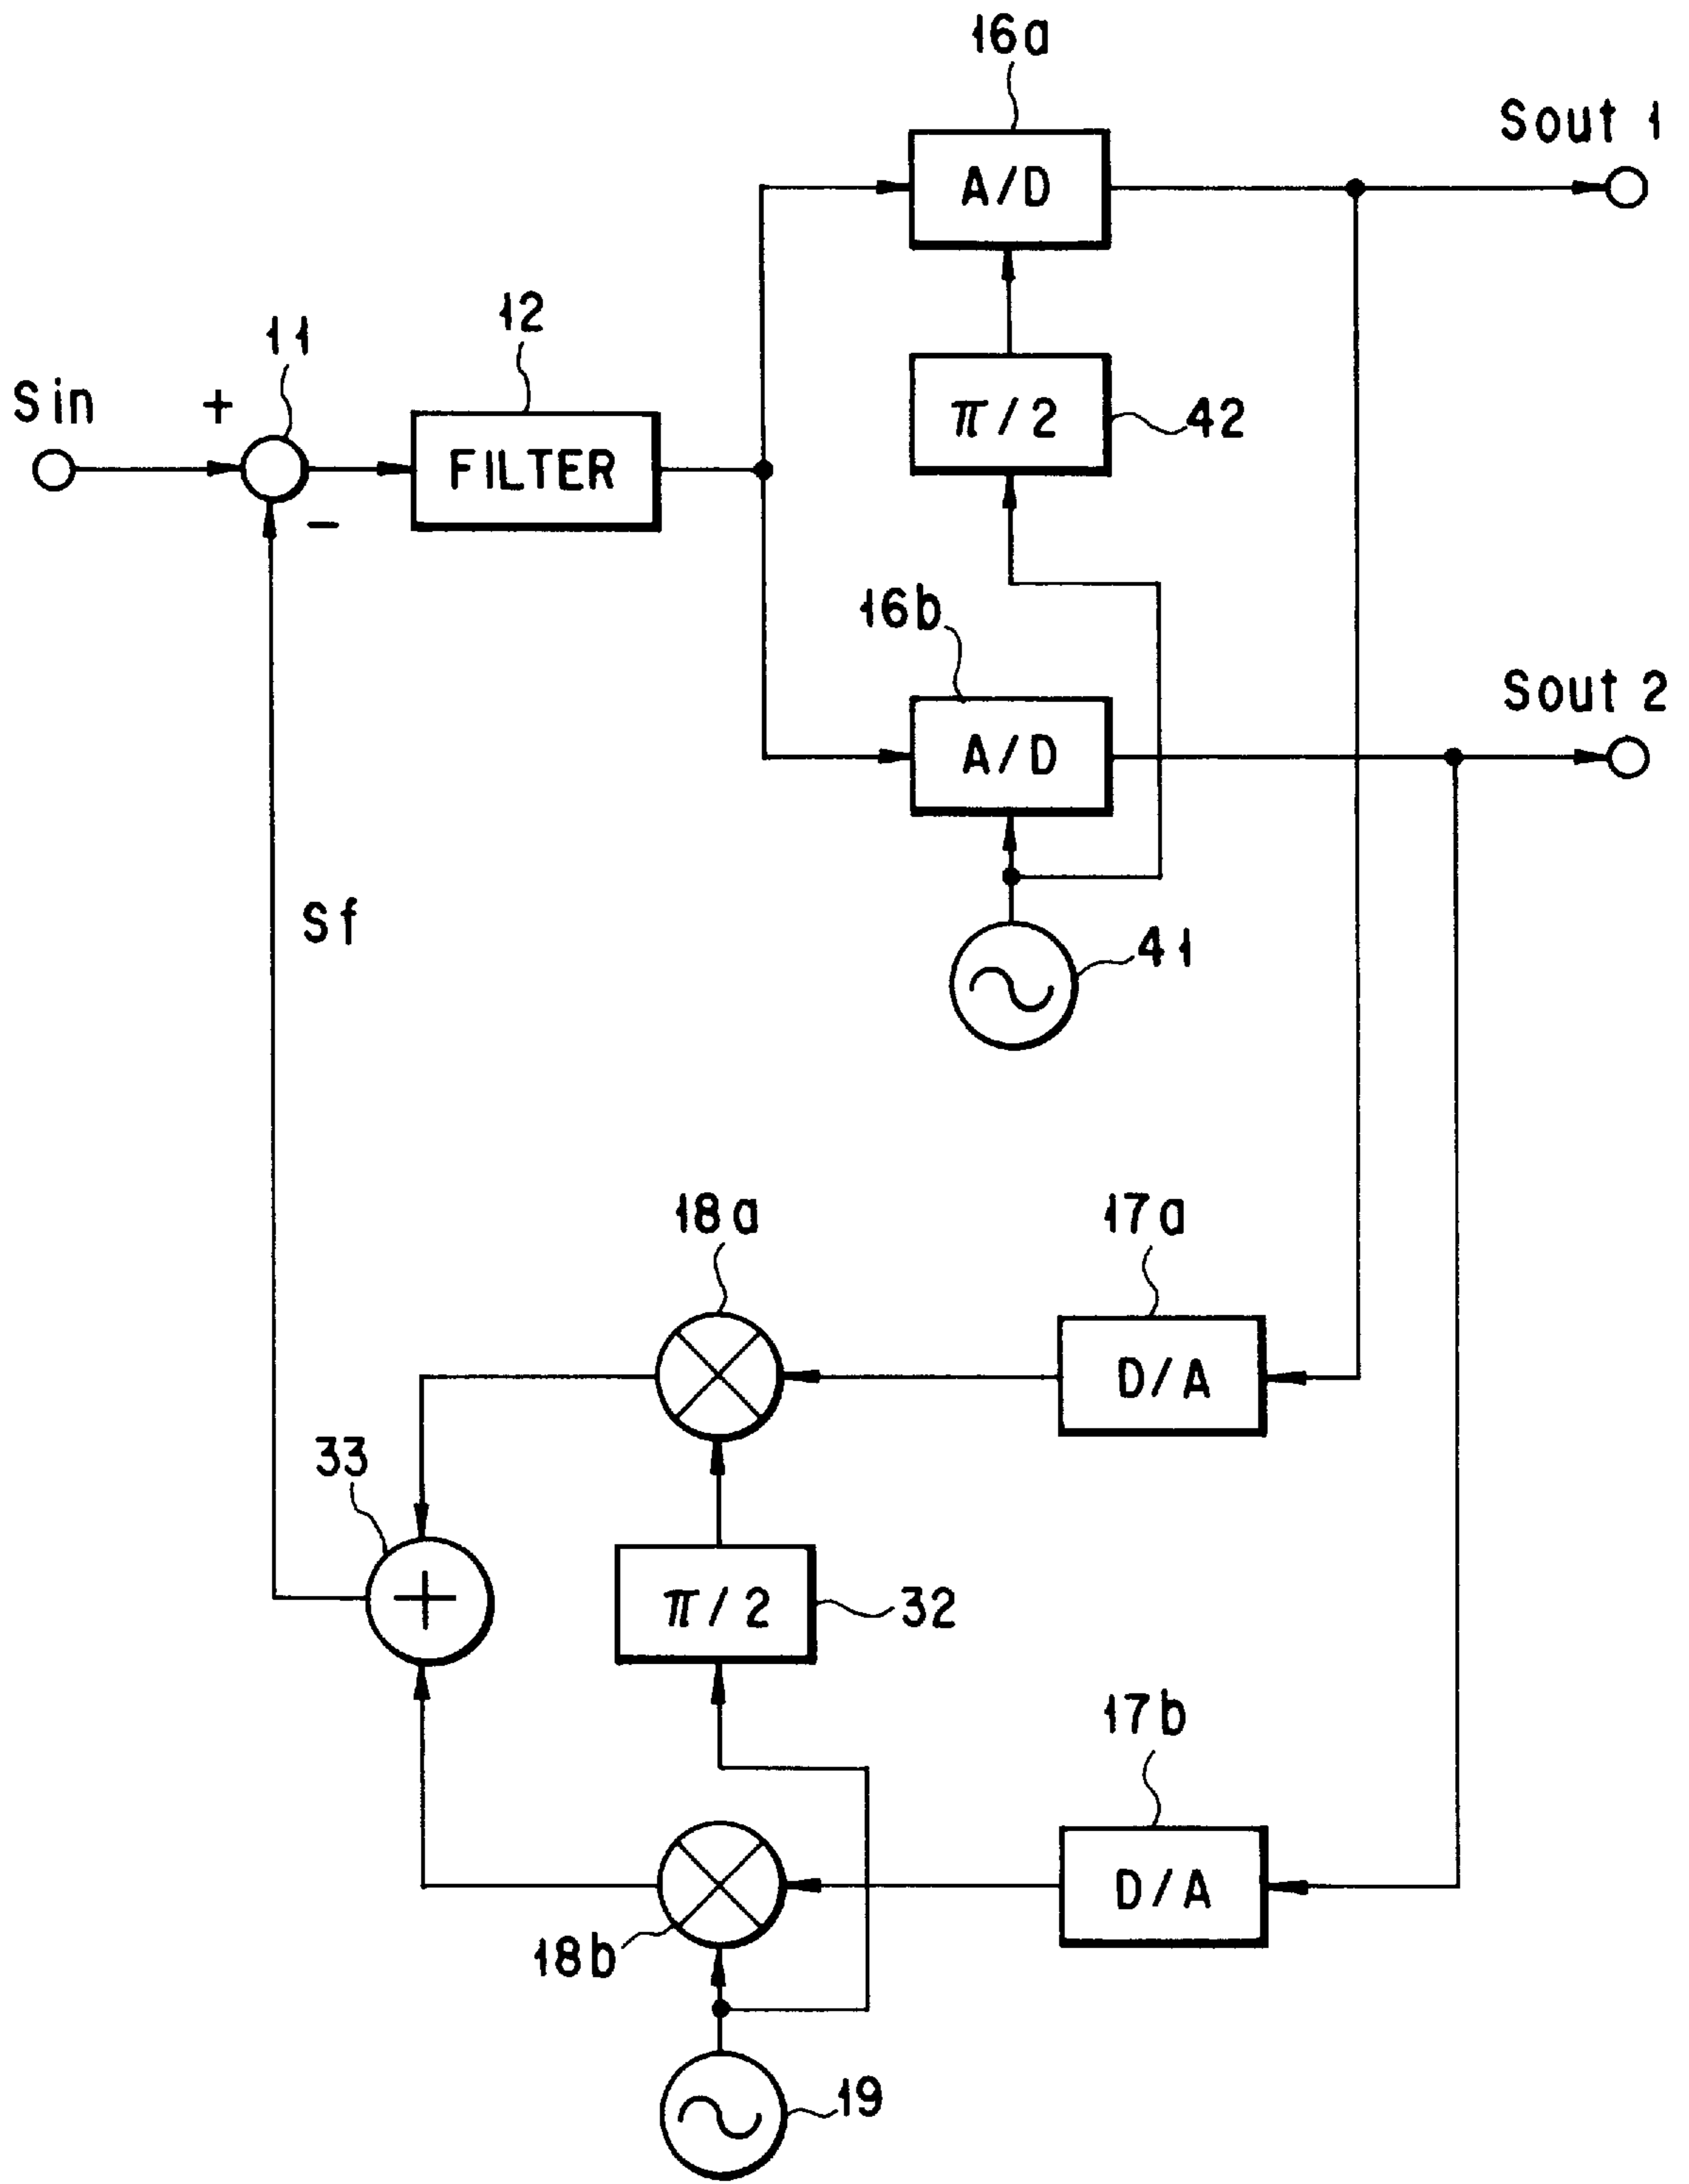 16a
Sout 1
A/D
12
11
Sin
+
FILTER
π/2
42
-
16b
Sout 2
A/D
Sf
41
18a
17a
D/A
33
+
π/2
32
17b
D/A
18b
19